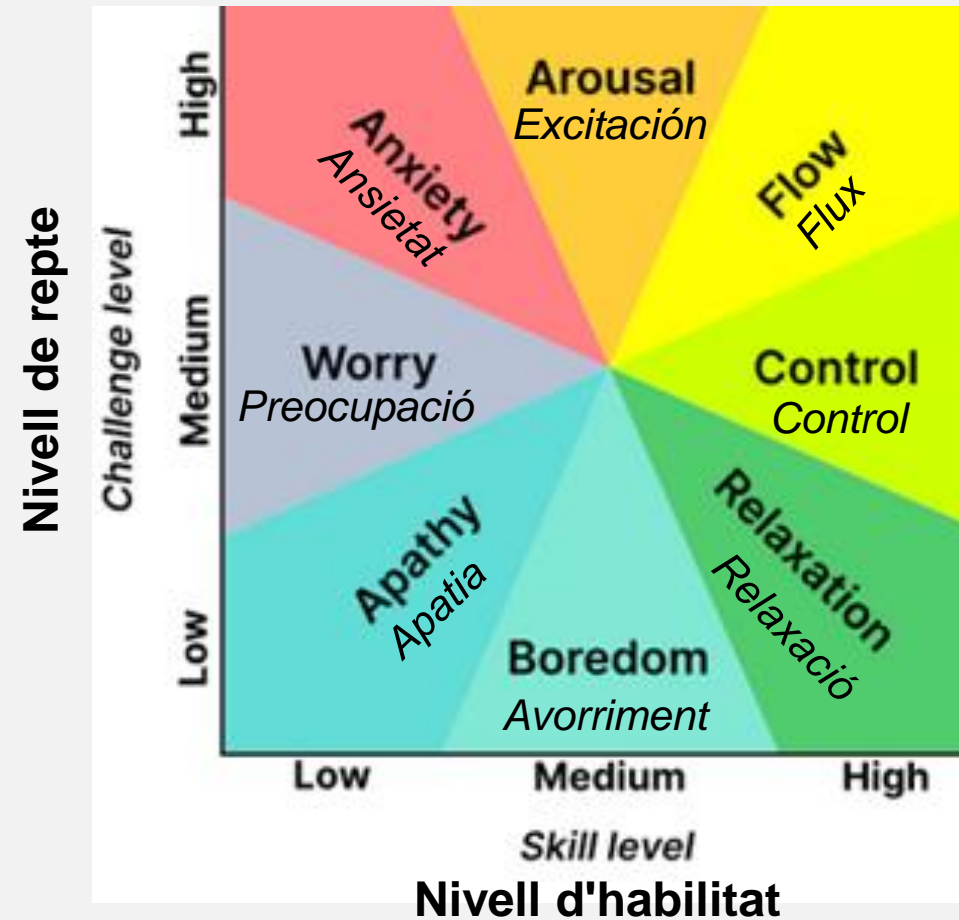 Nivell de repte
Challenge level
High
Medium
Low
Arousal
Excitación
Anxiety
Ansietat
Flow
Flux
Worry
Preocupació
Control
Control
Apathy
Apatia
Relaxation
Relaxació
Boredom
Avorriment
Low
Medium
High
Skill level
Nivell d'habilitat